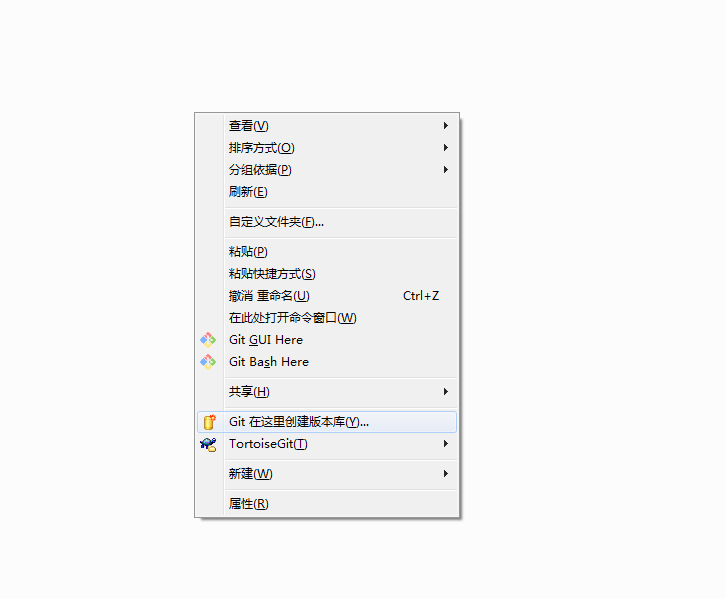 查看(V)
排序方式(O)
分组依据(P)
刷新(E)
自定义文件夹(F)...
粘贴(P)
粘贴快捷方式(S)
撤消 重命名(U) Ctrl+Z
在此处打开命令窗口(W)
Git GUI Here
Git Bash Here
共享(H)
Git 在这里创建版本库(Y)...
TortoiseGit(T)
新建(W)
属性(R)